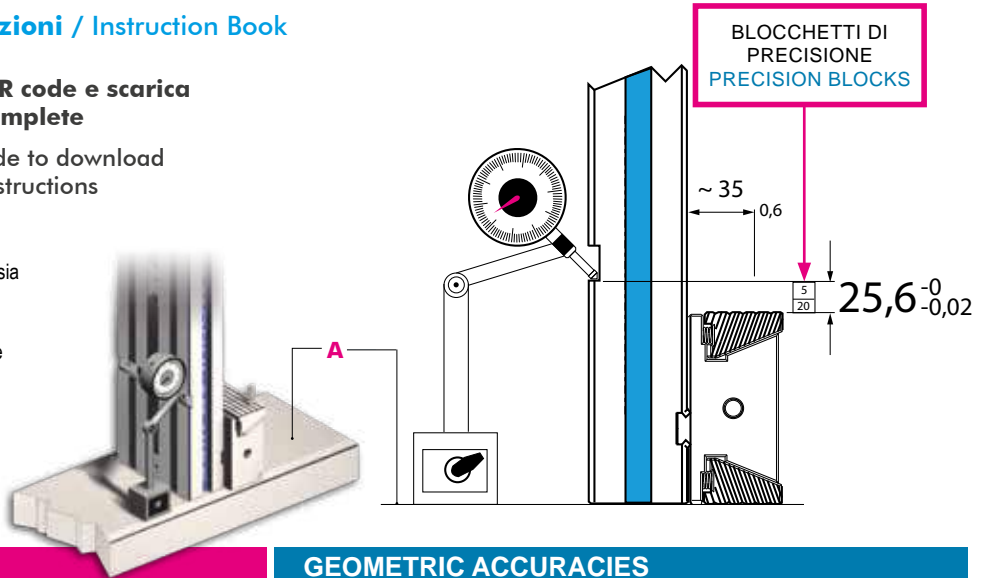 zioni / Instruction Book
R code e scarica
mplete
de to download
structions
sia
e
A
BLOCCHETTI DI
PRECISIONE
PRECISION BLOCKS
~ 35
0,6
5
20
25,6 -0
-0,02
GEOMETRIC ACCURACIES